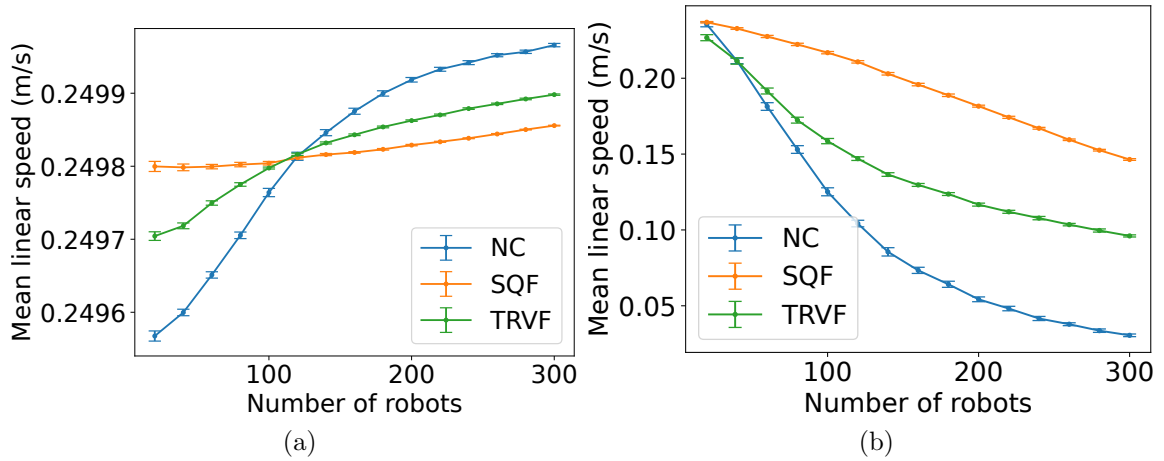 Mean linear speed (m/s)
0.2499
0.2498
0.2497
0.2496
NC
SQF
TRVF
100
200
300
Number of robots
(a)
Mean linear speed (m/s)
0.20
0.15
0.10
0.05
NC
SQF
TRVF
100
200
300
Number of robots
(b)